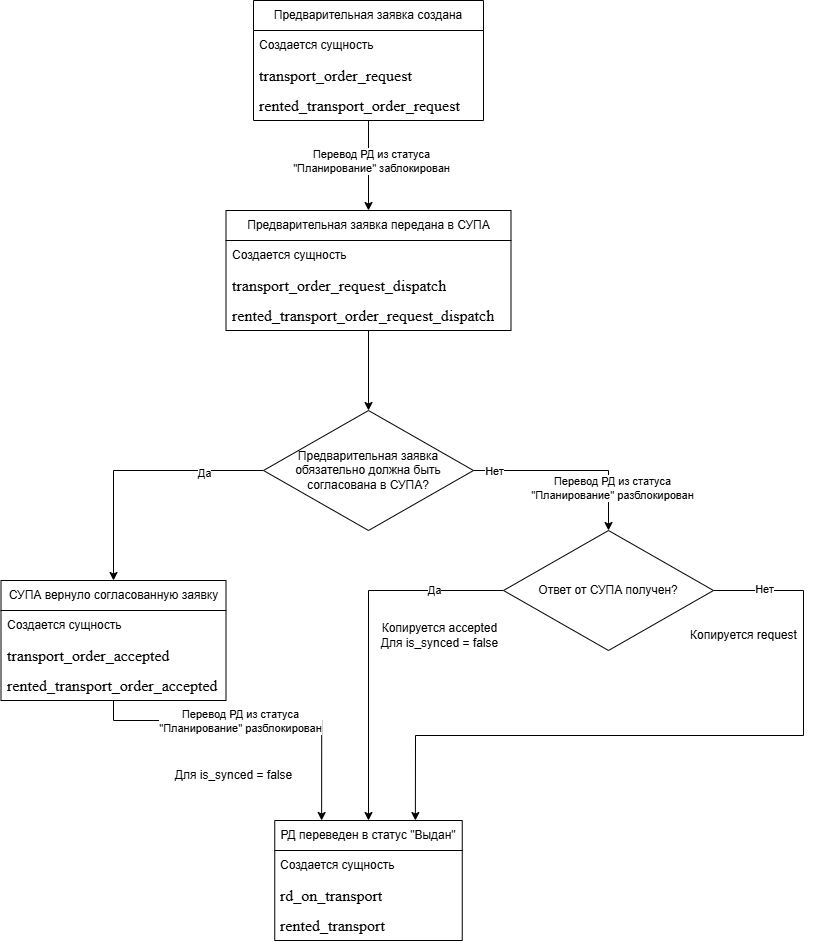 Предварительная заявка создана
Создается сущность
transport_order_request
rented_transport_order_request
Перевод РД из статуса
"Планирование" заблокирован
Предварительная заявка передана в СУПА
Создается сущность
transport_order_request_dispatch
rented_transport_order_request_dispatch
Предварительная заявка
обязательно должна быть
согласована в СУПА?
Да
Нет
Перевод РД из статуса
"Планирование" разблокирован
СУПА вернуло согласованную заявку
Создается сущность
transport_order_accepted
rented_transport_order_accepted
Ответ от СУПА получен?
Да
Нет
Копируется accepted
Для is_synced = false
Копируется request
Перевод РД из статуса
"Планирование" разблокирован
Для is_synced = false
РД переведен в статус "Выдан"
Создается сущность
rd_on_transport
rented_transport